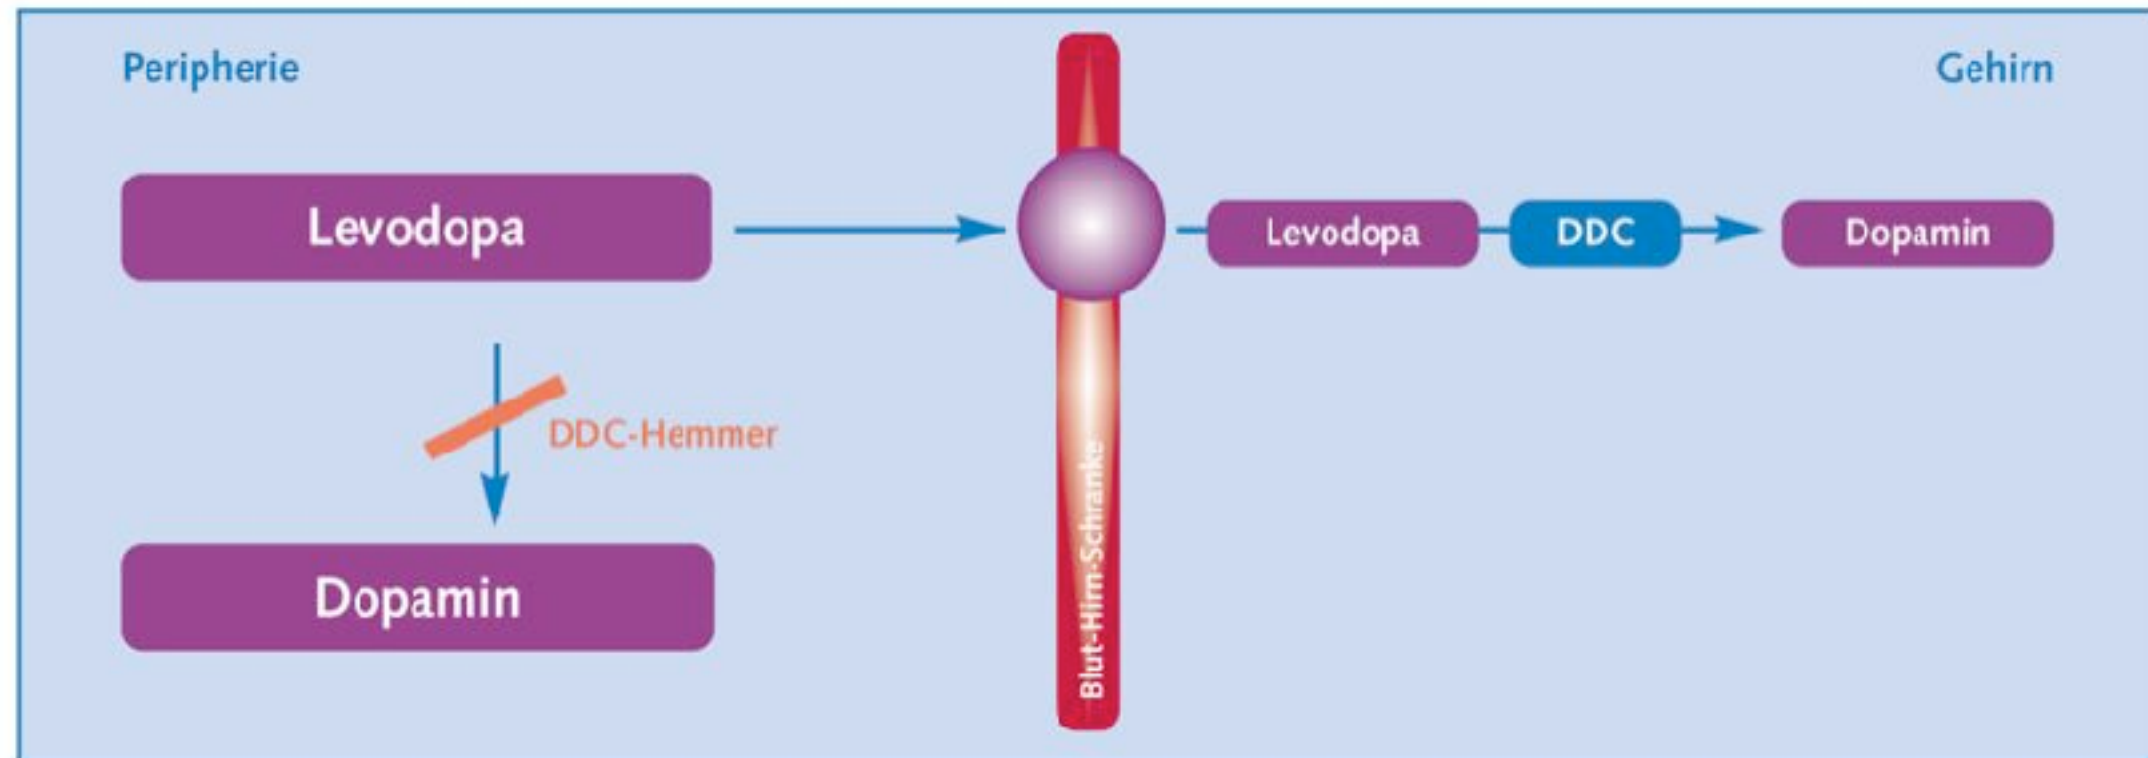 Peripherie
Gehirn
Levodopa
Levodopa
DDC
Dopamin
DDC-Hemmer
Dopamin
Blut-Hirn-Schranke